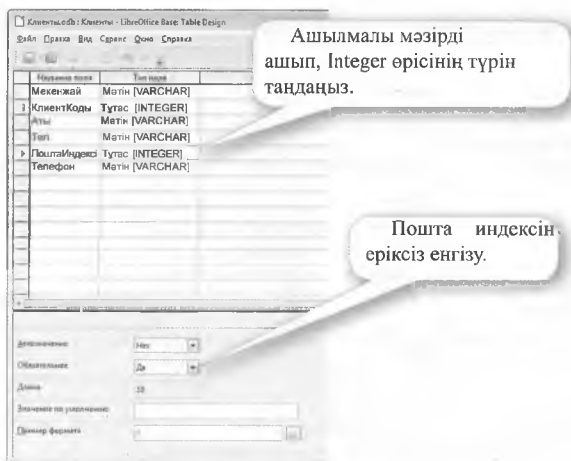 Клиенты.odb : Клиенты - LibreOffice Base: Table Design
Файл Правка Вид Сервис Окно Справка
Ашылмалы мәзірді
ашып, Integer өрісінің түрін
таңдаңыз.
Название поля Тип поля
Мекенжай Мәтін [VARCHAR]
КлиентКоды Тұтас [INTEGER]
Аты Мәтін [VARCHAR]
Тегі Мәтін [VARCHAR]
ПоштаИндексі Тұтас [INTEGER]
Телефон Мәтін [VARCHAR]
Пошта индексін
еріксіз енгізу.
Автозначение Нет
Обязательное Да
Длина 10
Значение по умолчанию
Пример формата